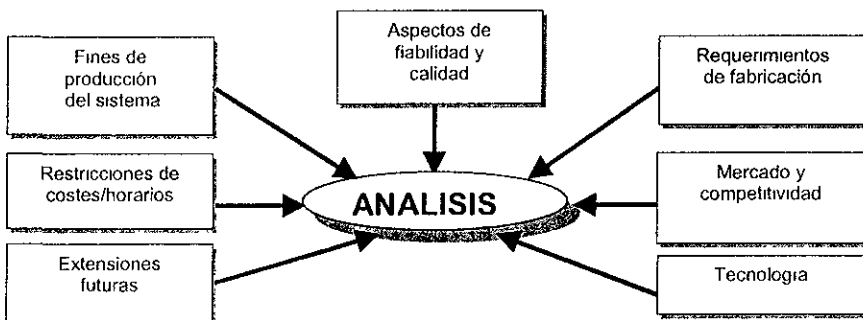 Fines de
producción
del sistema
Aspectos de
fiabilidad y
calidad
Requerimientos
de fabricación
Restricciones de
costes/horarios
ANALISIS
Mercado y
competitividad
Extensiones
futuras
Tecnología